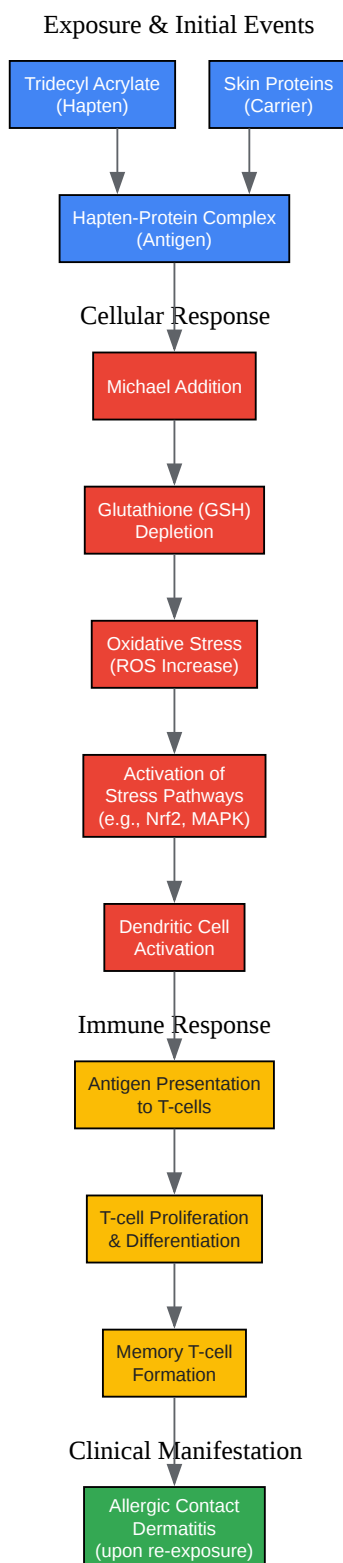 Exposure & Initial Events
Tridecyl Acrylate
(Hapten)
Skin Proteins
(Carrier)
Hapten-Protein Complex
(Antigen)
Cellular Response
Michael Addition
Glutathione (GSH)
Depletion
Oxidative Stress
(ROS Increase)
Activation of
Stress Pathways
(e.g., Nrf2, MAPK)
Dendritic Cell
Activation
Immune Response
Antigen Presentation
to T-cells
T-cell Proliferation
& Differentiation
Memory T-cell
Formation
Clinical Manifestation
Allergic Contact
Dermatitis
(upon re-exposure)